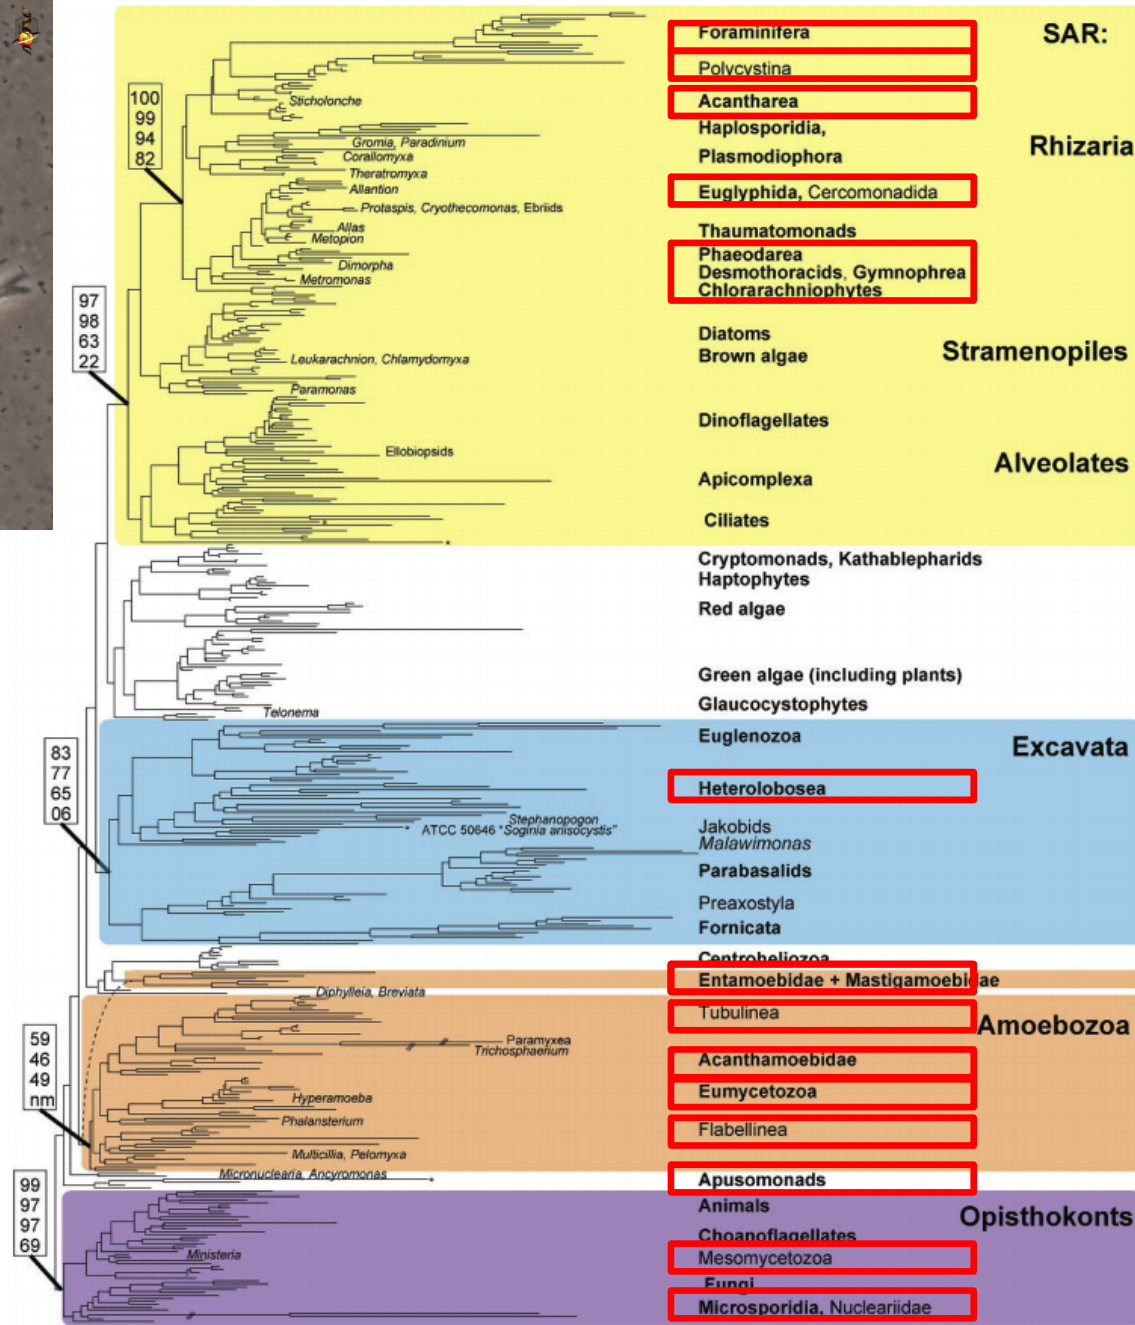 Foraminifera
SAR:
Polycystina
100
99
94
82
Sticholonche
Acantharea
Haplosporidia,
Gromia, Paradinium
Rhizaria
Corallomyxa
Plasmodiophora
Theratromyxa
Allantion
Euglyphida, Cercomonadida
Protaspis, Cryothecomonas, Ebriids
Allas
Thaumatomonads
Metopion
Phaeodarea
Dimorpha
Desmothoracids, Gymnophrea
Metromonas
Chlorarachniophytes
97
98
63
22
Diatoms
Leukarachnion, Chlamydomyxa
Brown algae
Stramenopiles
Paramonas
Dinoflagellates
Ellobiopsids
Alveolates
Apicomplexa
Ciliates
Cryptomonads, Kathablepharids
Haptophytes
Red algae
Green algae (including plants)
Glaucocystophytes
Telonema
Euglenozoa
Excavata
83
77
65
06
Heterolobosea
Stephanopogon
ATCC 50646 "Soginia anisocystis"
Jakobids
Malawimonas
Parabasalids
Preaxostyla
Fornicata
Centroheliozoa
Entamoebidae + Mastigamoebidae
Diphylleia, Breviata
Tubulinea
Amoebozoa
59
46
49
nm
Paramyxea
Trichosphaerium
Acanthamoebidae
Hyperamoeba
Eumycetozoa
Phalansterium
Flabellinea
Multicillia, Pelomyxa
Micronuclearia, Ancyromonas
Apusomonads
99
97
97
69
Animals
Opisthokonts
Choanoflagellates
Ministeria
Mesomycetozoa
Fungi
Microsporidia, Nucleariidae